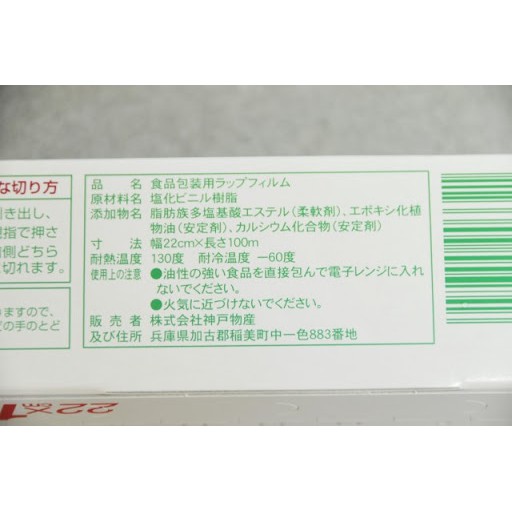 な切り方
引き出し、
親指で押さ
側どちら
切れます。
ますので、
の手のとど
品名 食品包装用ラップフィルム
原材料名 塩化ビニル樹脂
添加物名 脂肪族多塩基酸エステル(柔軟剤)、エポキシ化植
物油(安定剤)、カルシウム化合物(安定剤)
寸法 幅22cm×長さ100m
耐熱温度 130度 耐冷温度 −60度
使用上の注意 ●油性の強い食品を直接包んで電子レンジに入れ
ないでください。
●火気に近づけないでください。
販売者 株式会社神戸物産
及び住所 兵庫県加古郡稲美町中一色883番地
22cm×1